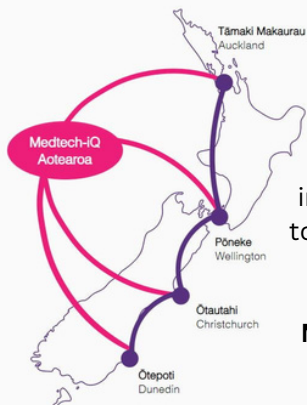 Tāmaki Makaurau
Auckland
Medtech-iQ
Aotearoa
Pōneke
Wellington
Ōtautahi
Christchurch
Ōtepoti
Dunedin